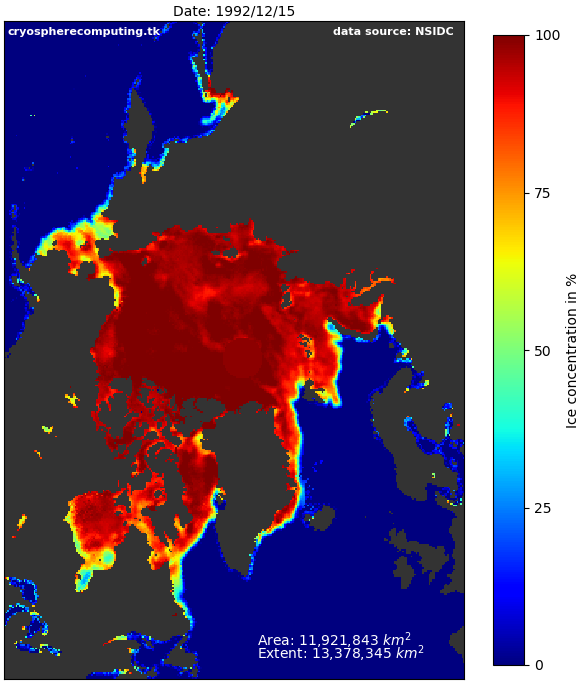 Date: 1992/12/15
cryospherecomputing.tk
data source: NSIDC
100
75
50
25
0
Ice concentration in %
Area: 11,921,843 km²
Extent: 13,378,345 km²